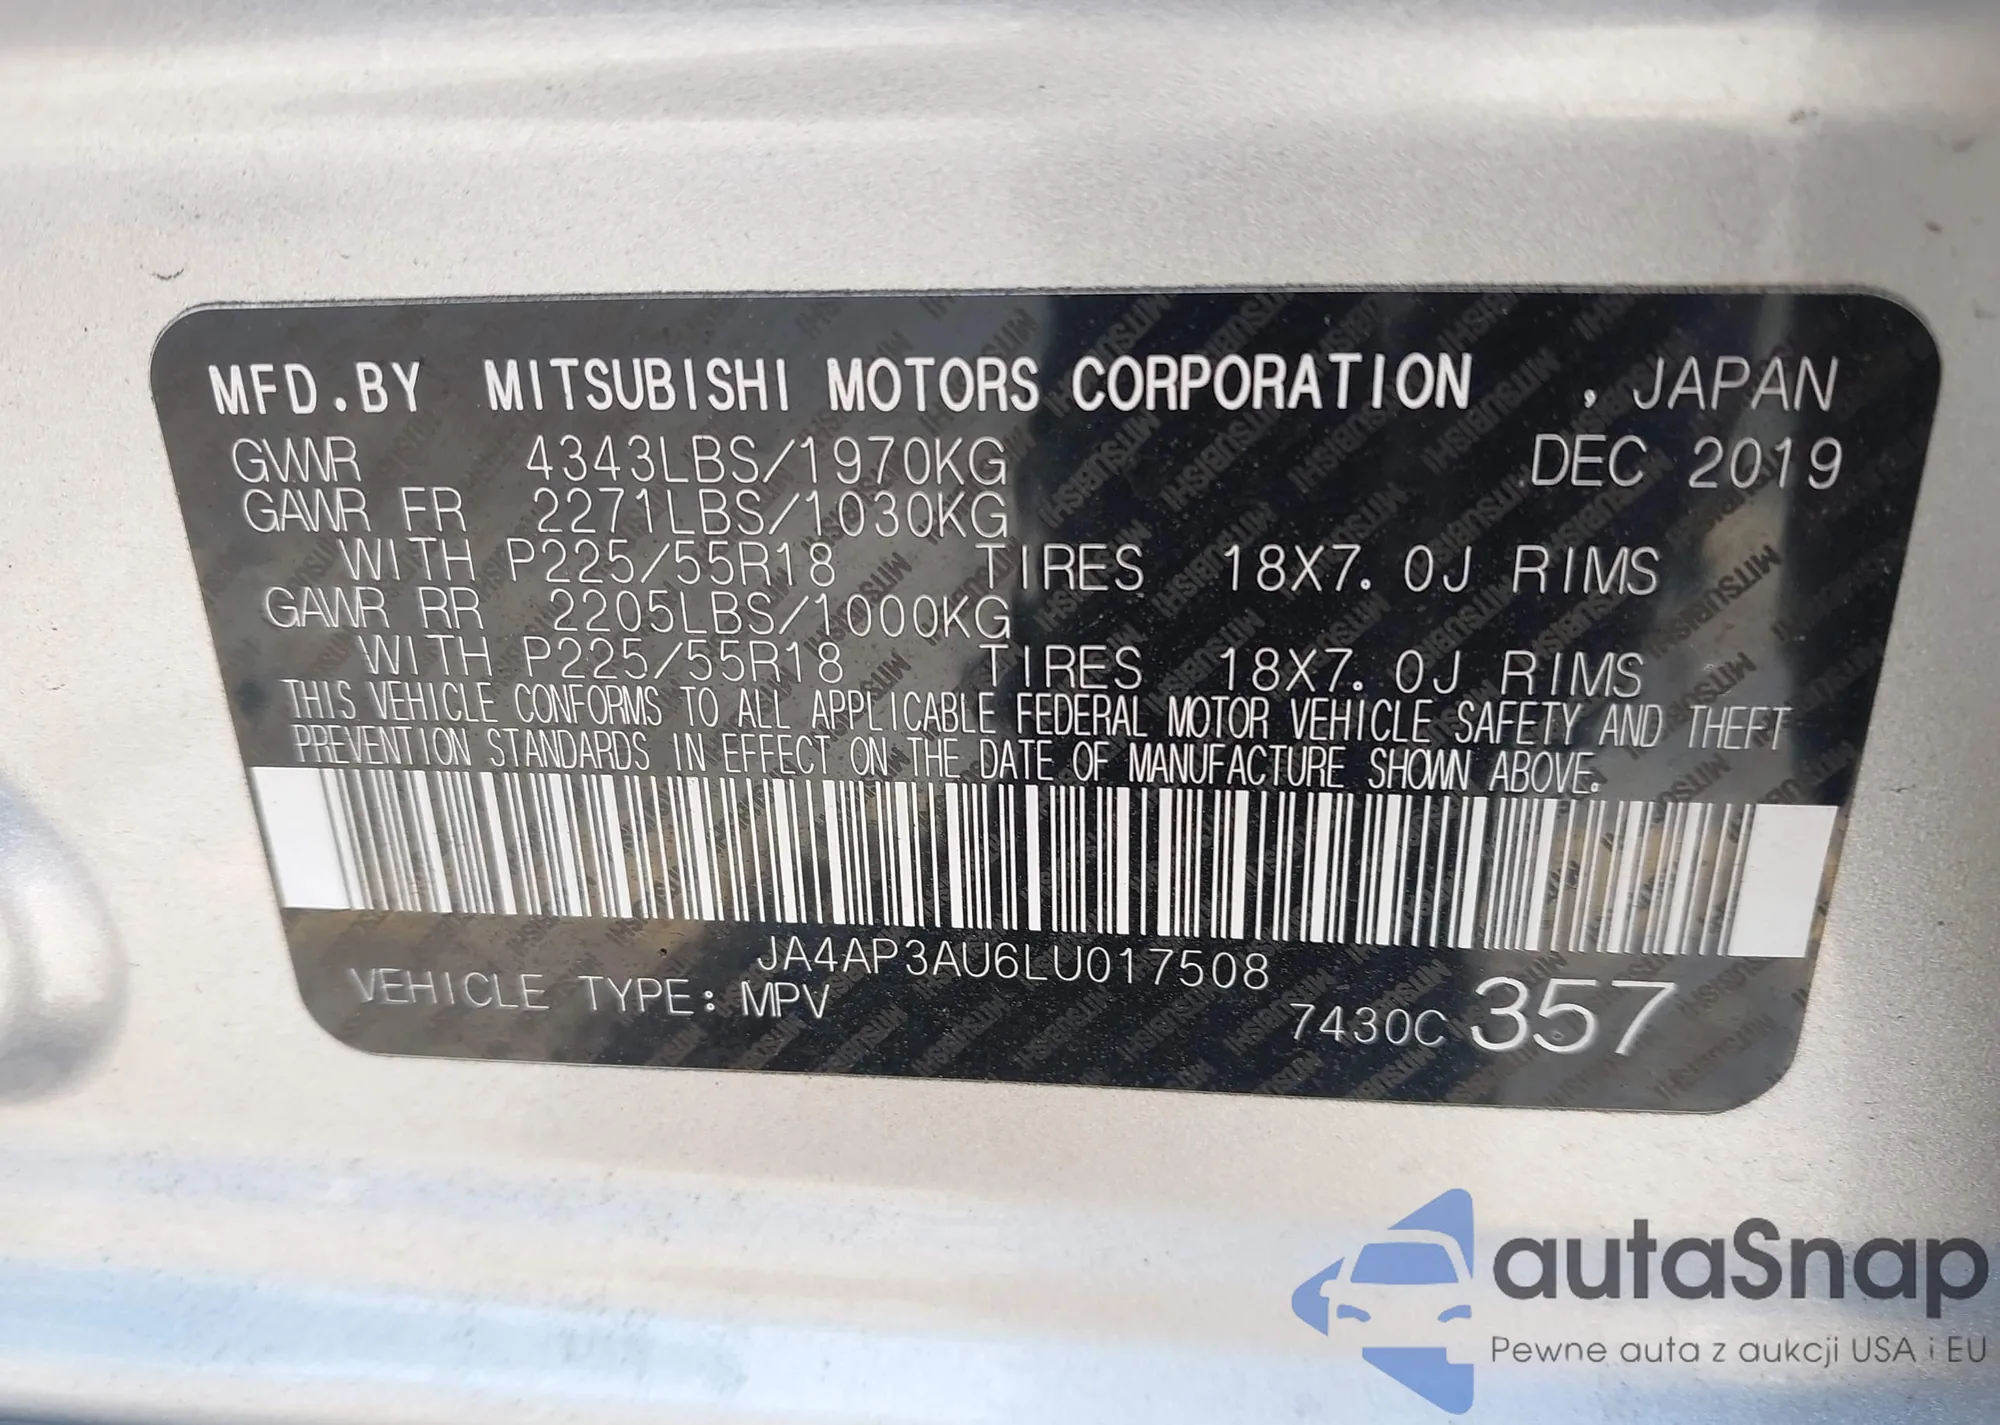 MFD.BY MITSUBISHI MOTORS CORPORATION , JAPAN
GVWR 4343LBS/1970KG DEC 2019
GAWR FR 2271LBS/1030KG
WITH P225/55R18 TIRES 18X7.0J RIMS
GAWR RR 2205LBS/1000KG
WITH P225/55R18 TIRES 18X7.0J RIMS
THIS VEHICLE CONFORMS TO ALL APPLICABLE FEDERAL MOTOR VEHICLE SAFETY AND THEFT
PREVENTION STANDARDS IN EFFECT ON THE DATE OF MANUFACTURE SHOWN ABOVE.
JA4AP3AU6LU017508
VEHICLE TYPE: MPV 7430C 357
autaSnap
Pewne auta z aukcji USA i EU